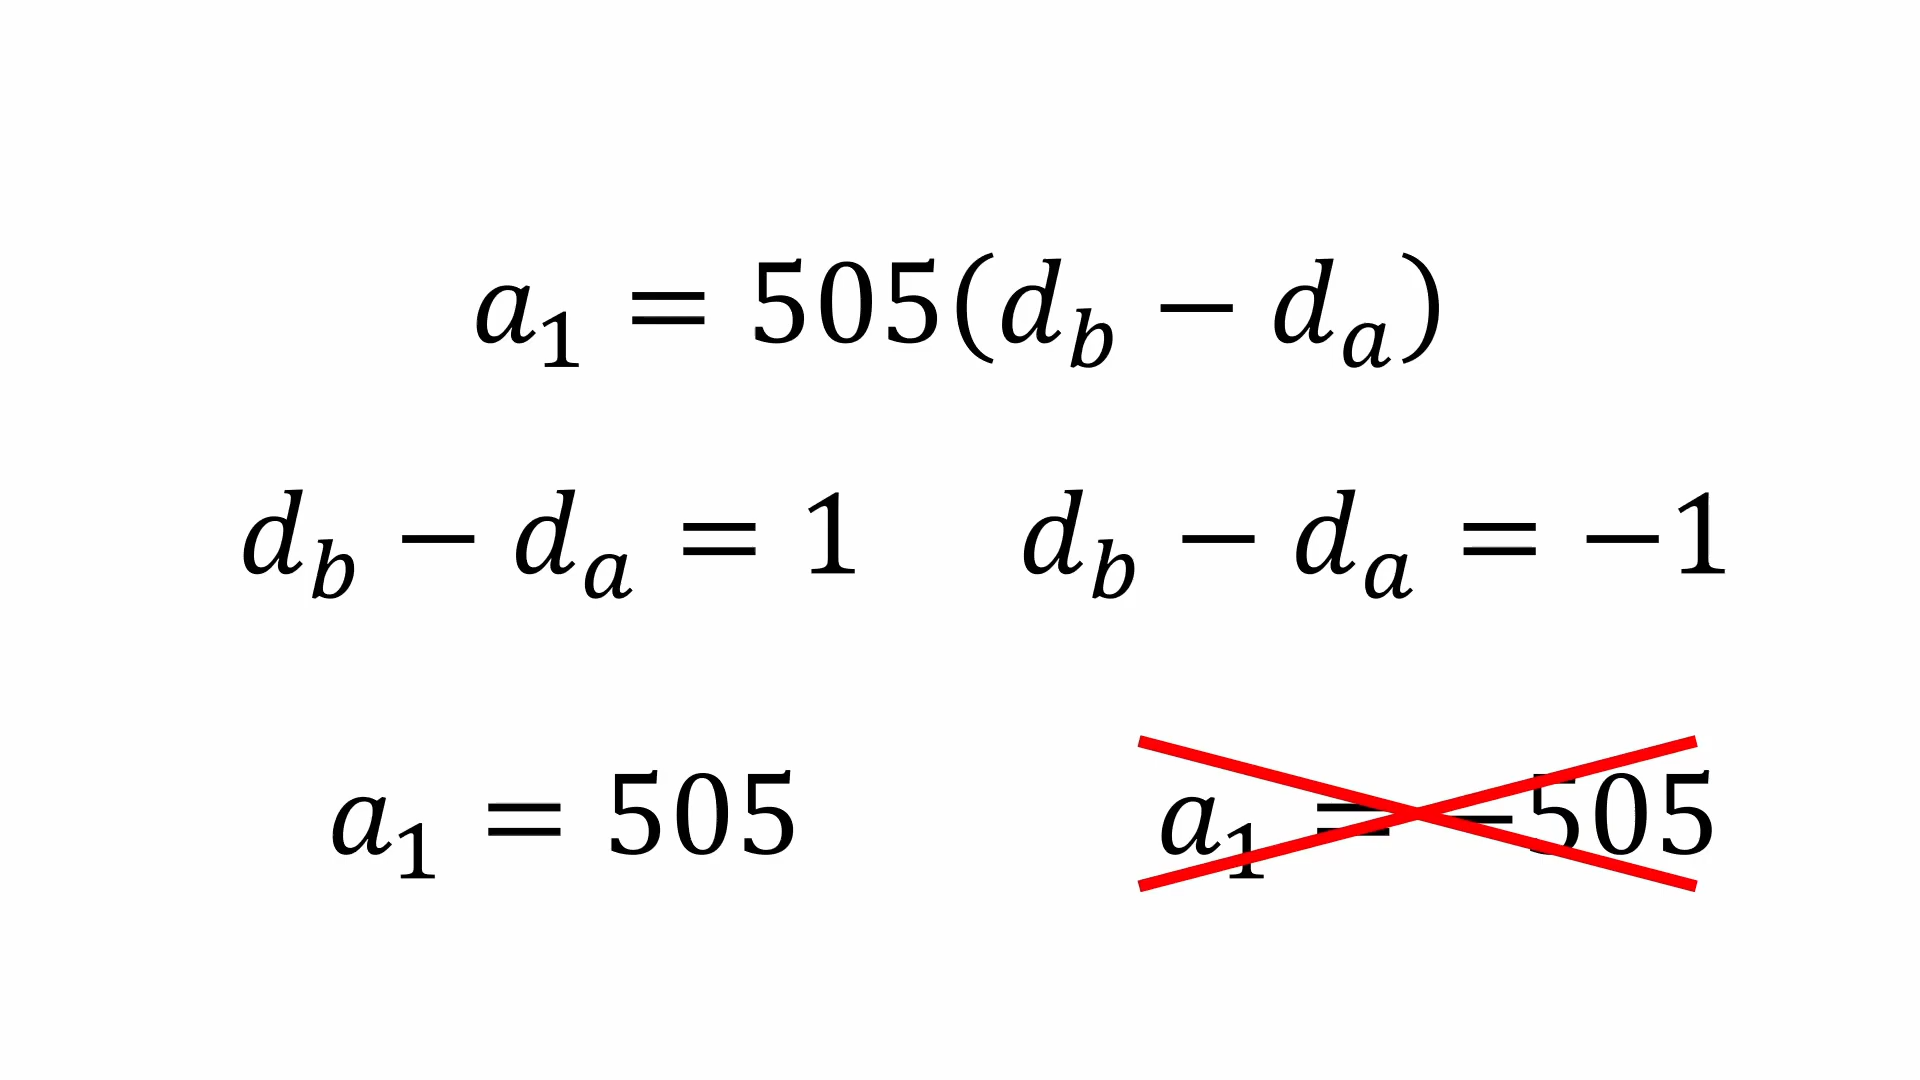 a₁ = 505(d_b − d_a)
d_b − d_a = 1 d_b − d_a = −1
a₁ = 505 a₁ = −505